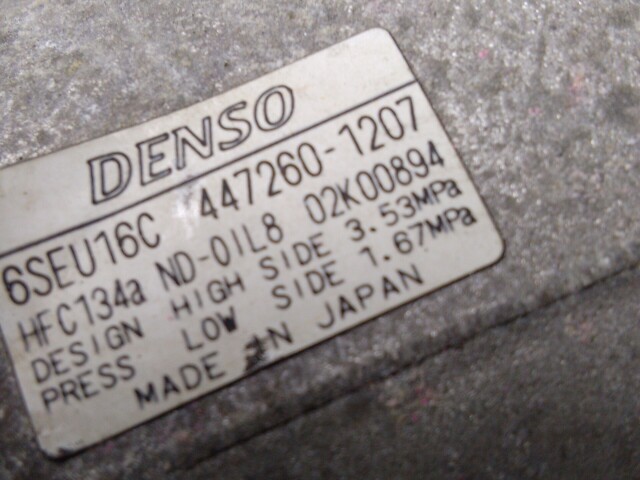 DENSO
6SEU16C 447260-1207
HFC134a ND-OIL8 02K00894
DESIGN HIGH SIDE 3.53MPa
PRESS LOW SIDE 1.67MPa
MADE IN JAPAN